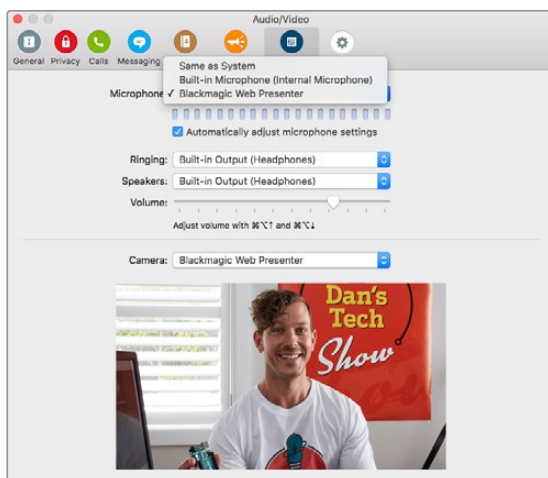 Audio/Video
General Privacy Calls Messaging
Same as System
Built-in Microphone (Internal Microphone)
Microphone: ✓ Blackmagic Web Presenter
Automatically adjust microphone settings
Ringing: Built-in Output (Headphones)
Speakers: Built-in Output (Headphones)
Volume:
Adjust volume with ⌘⌥↑ and ⌘⌥↓
Camera: Blackmagic Web Presenter
Dan's
Tech
Show